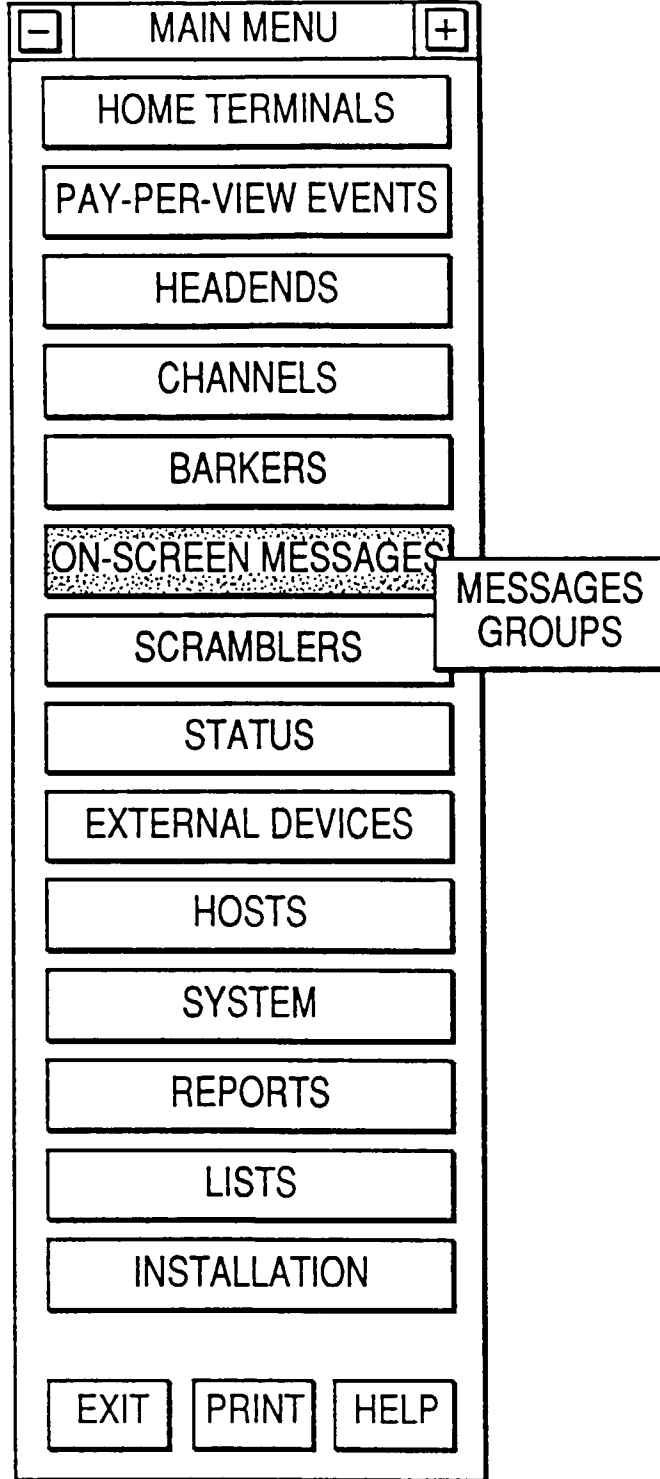 MAIN MENU
HOME TERMINALS
PAY-PER-VIEW EVENTS
HEADENDS
CHANNELS
BARKERS
ON-SCREEN MESSAGES
MESSAGES
GROUPS
SCRAMBLERS
STATUS
EXTERNAL DEVICES
HOSTS
SYSTEM
REPORTS
LISTS
INSTALLATION
EXIT PRINT HELP